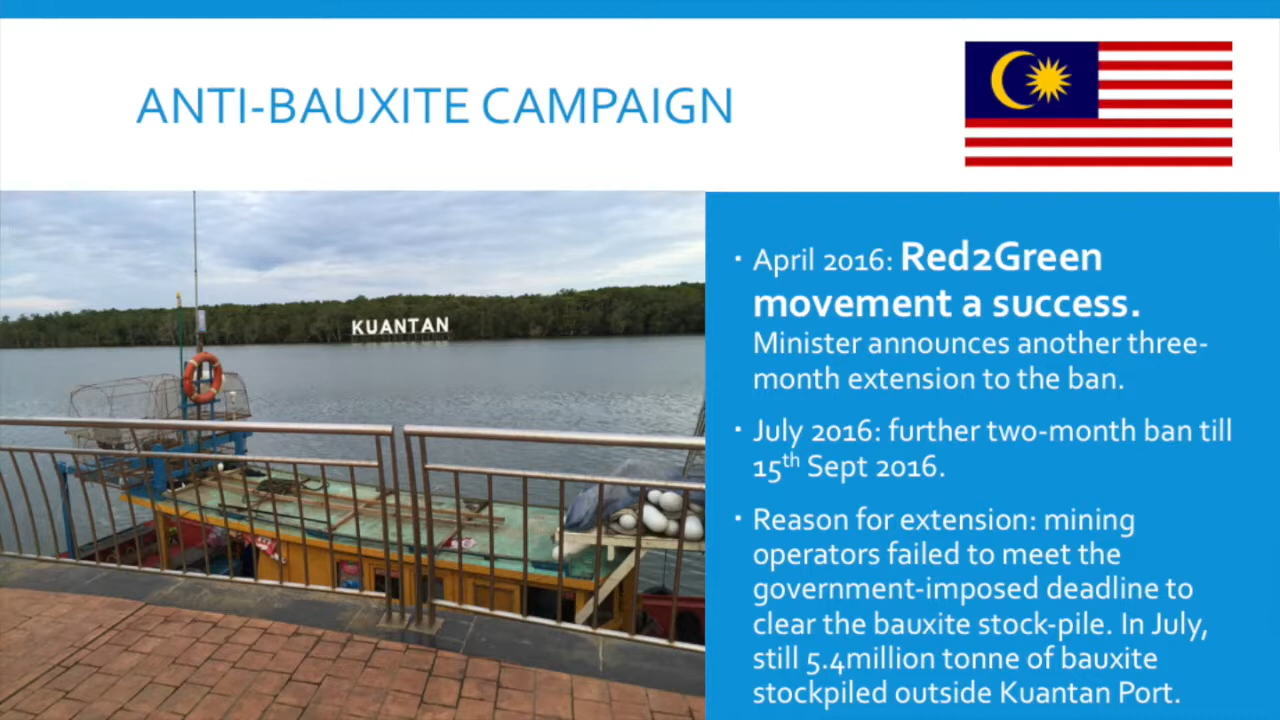 ANTI-BAUXITE CAMPAIGN
KUANTAN
▪ April 2016: Red2Green
movement a success.
Minister announces another three-
month extension to the ban.
▪ July 2016: further two-month ban till
15th Sept 2016.
▪ Reason for extension: mining
operators failed to meet the
government-imposed deadline to
clear the bauxite stock-pile. In July,
still 5.4million tonne of bauxite
stockpiled outside Kuantan Port.